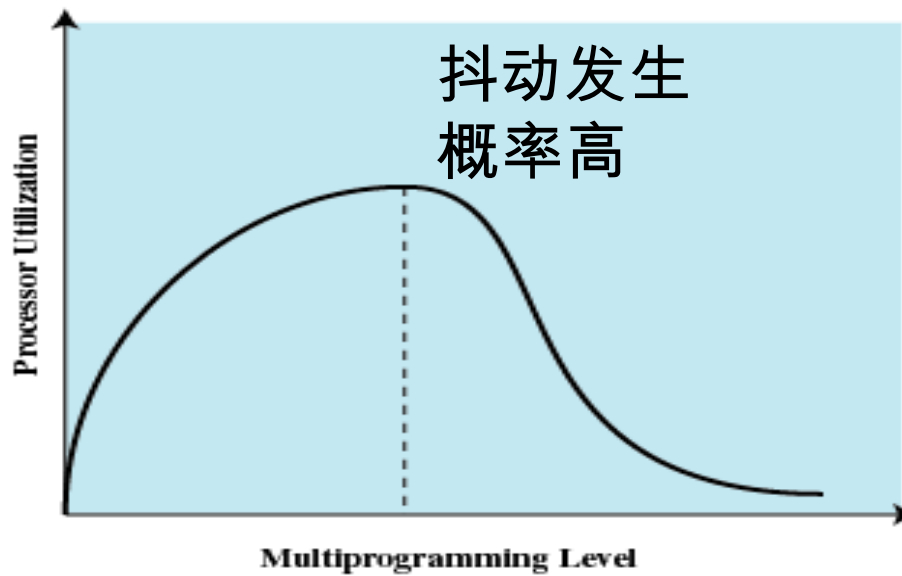 抖动发生
概率高
Processor Utilization
Multiprogramming Level